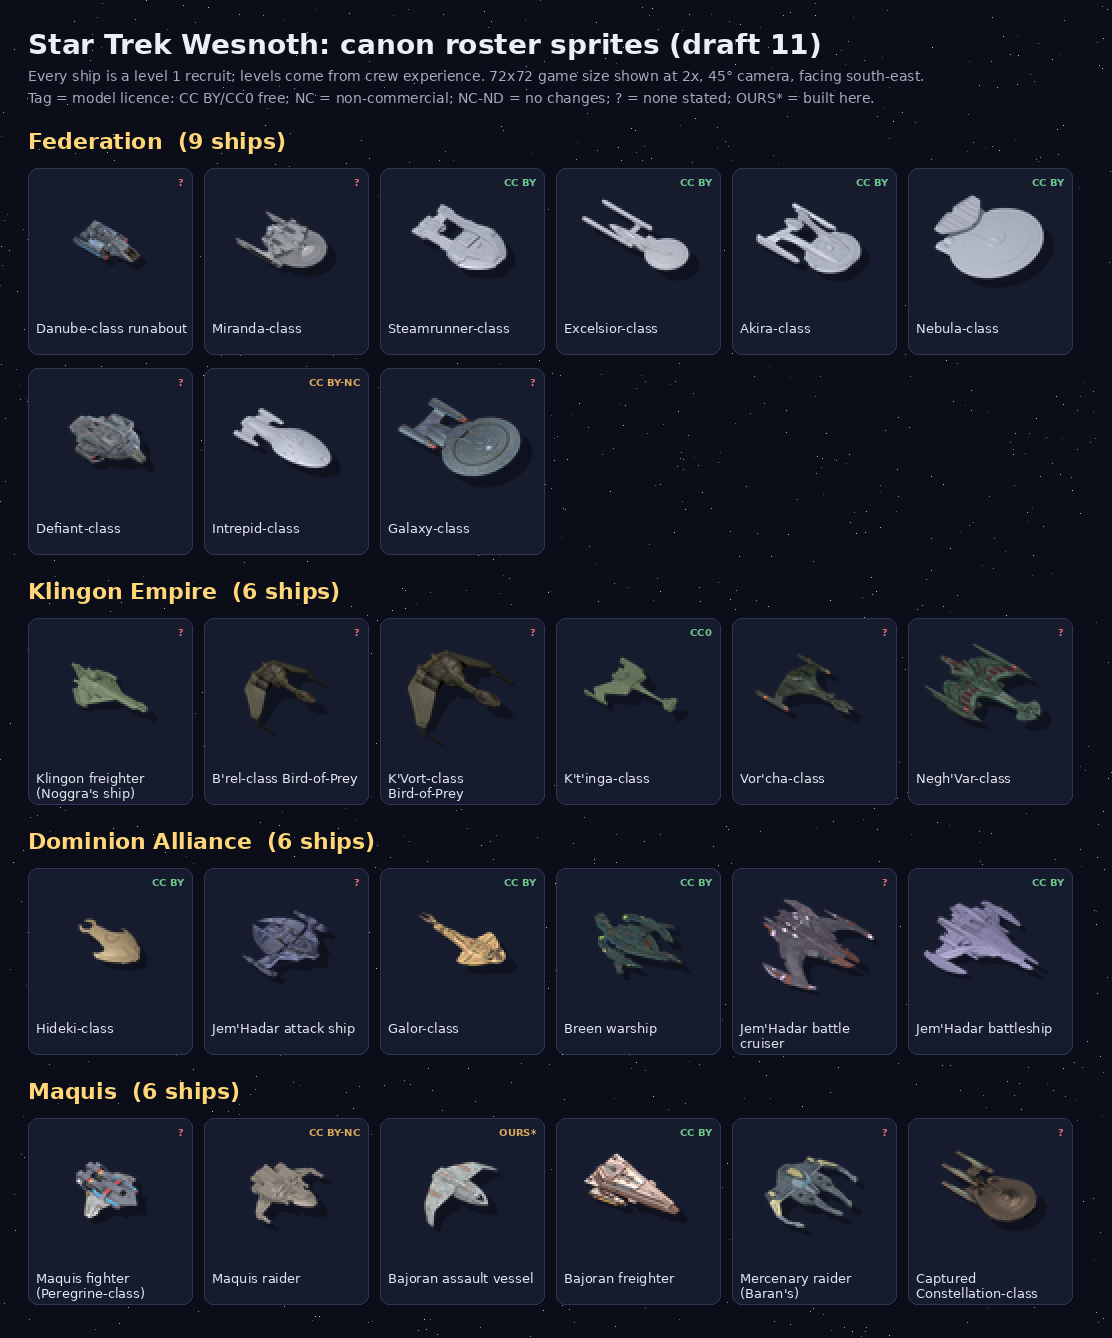 Star Trek Wesnoth: canon roster sprites (draft 11)
Every ship is a level 1 recruit; levels come from crew experience. 72x72 game size shown at 2x, 45° camera, facing south-east.
Tag = model licence: CC BY/CC0 free; NC = non-commercial; NC-ND = no changes; ? = none stated; OURS* = built here.
Federation (9 ships)
?
?
CC BY
CC BY
CC BY
CC BY
Danube-class runabout
Miranda-class
Steamrunner-class
Excelsior-class
Akira-class
Nebula-class
?
CC BY-NC
?
Defiant-class
Intrepid-class
Galaxy-class
Klingon Empire (6 ships)
?
?
?
CC0
?
?
Klingon freighter
(Noggra's ship)
B'rel-class Bird-of-Prey
K'Vort-class
Bird-of-Prey
K't'inga-class
Vor'cha-class
Negh'Var-class
Dominion Alliance (6 ships)
CC BY
?
CC BY
CC BY
?
CC BY
Hideki-class
Jem'Hadar attack ship
Galor-class
Breen warship
Jem'Hadar battle
cruiser
Jem'Hadar battleship
Maquis (6 ships)
?
CC BY-NC
OURS*
CC BY
?
?
Maquis fighter
(Peregrine-class)
Maquis raider
Bajoran assault vessel
Bajoran freighter
Mercenary raider
(Baran's)
Captured
Constellation-class